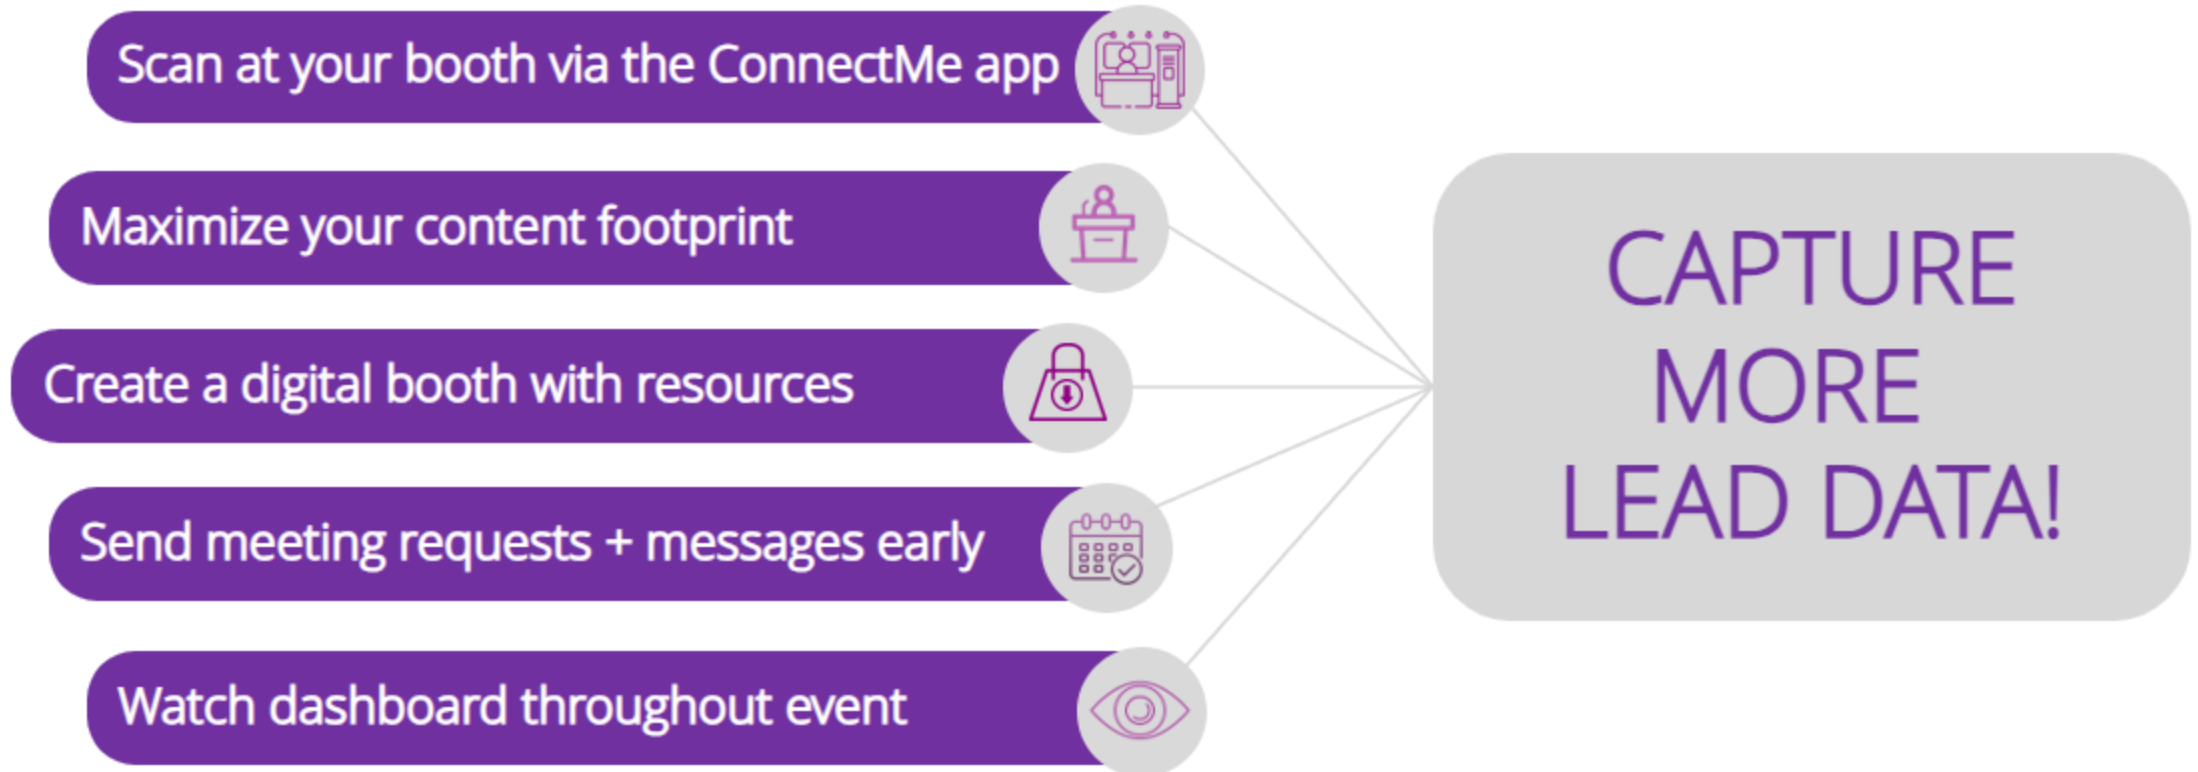 Scan at your booth via the ConnectMe app
Maximize your content footprint
Create a digital booth with resources
Send meeting requests + messages early
Watch dashboard throughout event
CAPTURE
MORE
LEAD DATA!